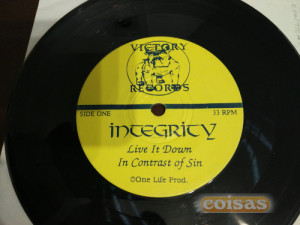 VICTORY
RECORDS
SIDE ONE
33 RPM
INTEGRITY
Live It Down
In Contrast of Sin
©One Life Prod.
coisas